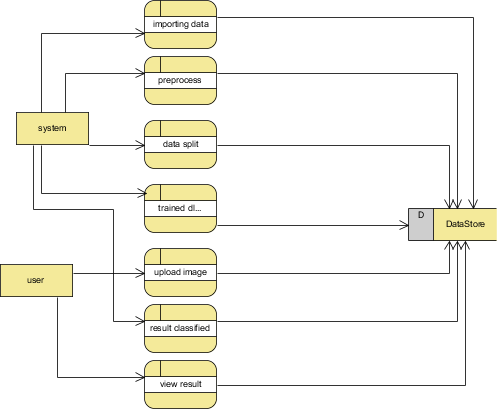 importing data
preprocess
system
data split
trained dl...
D
DataStore
user
upload image
result classified
view result